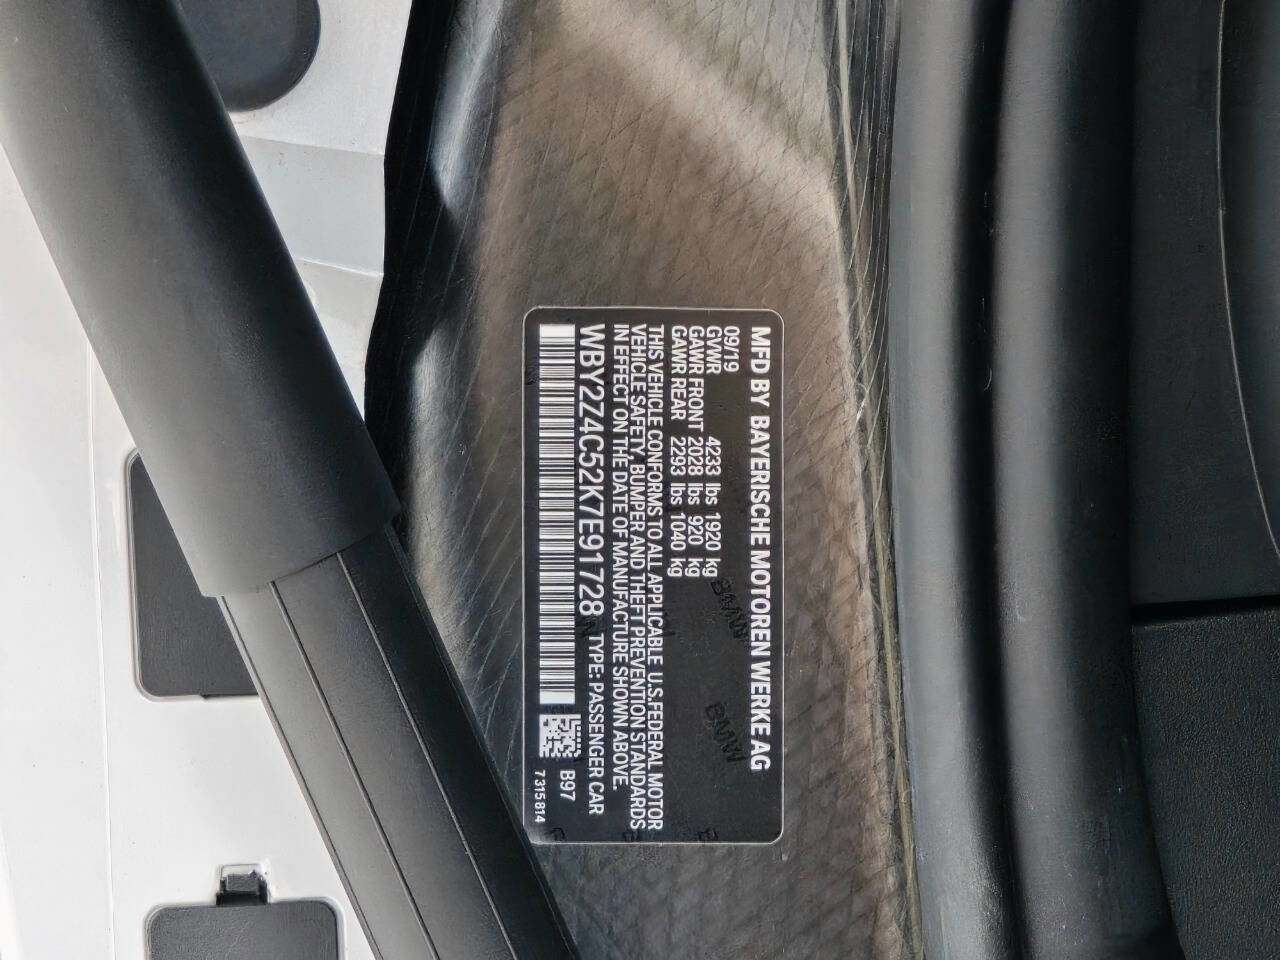 MFD BY BAYERISCHE MOTOREN WERKE AG
09/19
GVWR 4233 lbs 1920 kg
GAWR FRONT 2028 lbs 920 kg
GAWR REAR 2293 lbs 1040 kg
THIS VEHICLE CONFORMS TO ALL APPLICABLE U.S.FEDERAL MOTOR
VEHICLE SAFETY, BUMPER AND THEFT PREVENTION STANDARDS
IN EFFECT ON THE DATE OF MANUFACTURE SHOWN ABOVE.
WBY2Z4C52K7E91728 TYPE: PASSENGER CAR
B97
7315814
BMW
BMW